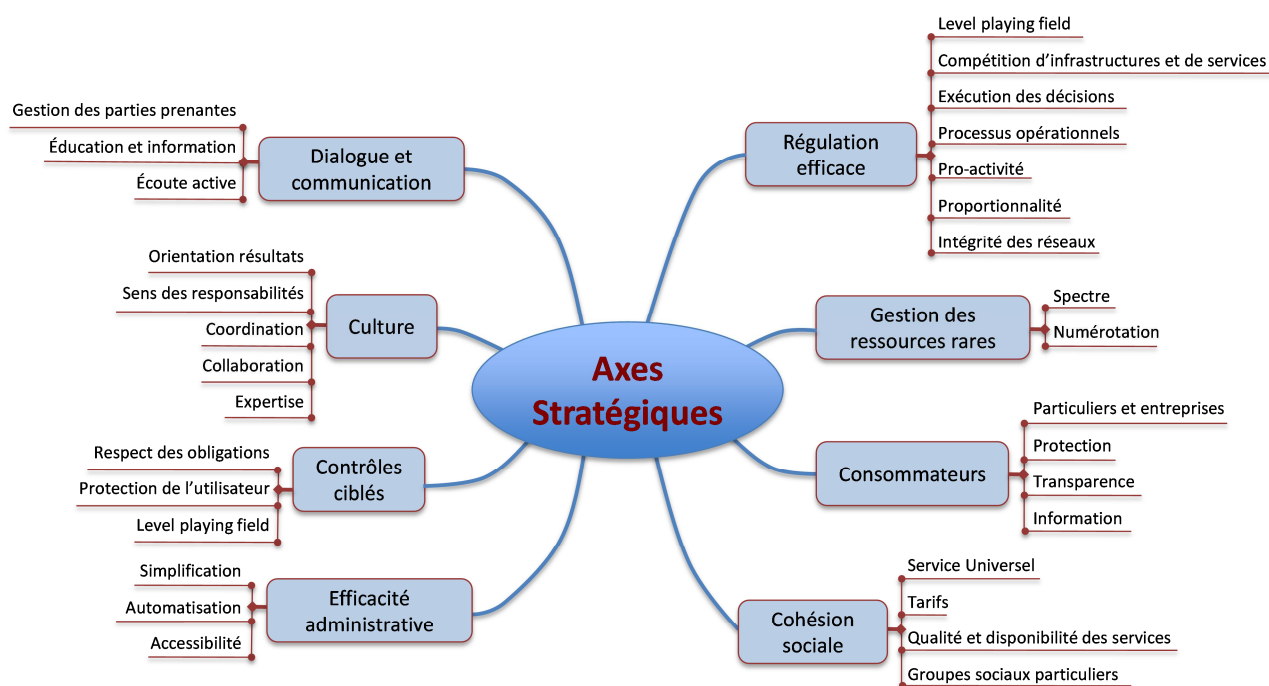 Axes
Stratégiques
Dialogue et
communication
Gestion des parties prenantes
Éducation et information
Écoute active
Culture
Orientation résultats
Sens des responsabilités
Coordination
Collaboration
Expertise
Contrôles
ciblés
Respect des obligations
Protection de l’utilisateur
Level playing field
Efficacité
administrative
Simplification
Automatisation
Accessibilité
Régulation
efficace
Level playing field
Compétition d’infrastructures et de services
Exécution des décisions
Processus opérationnels
Pro-activité
Proportionnalité
Intégrité des réseaux
Gestion des
ressources rares
Spectre
Numérotation
Consommateurs
Particuliers et entreprises
Protection
Transparence
Information
Cohésion
sociale
Service Universel
Tarifs
Qualité et disponibilité des services
Groupes sociaux particuliers